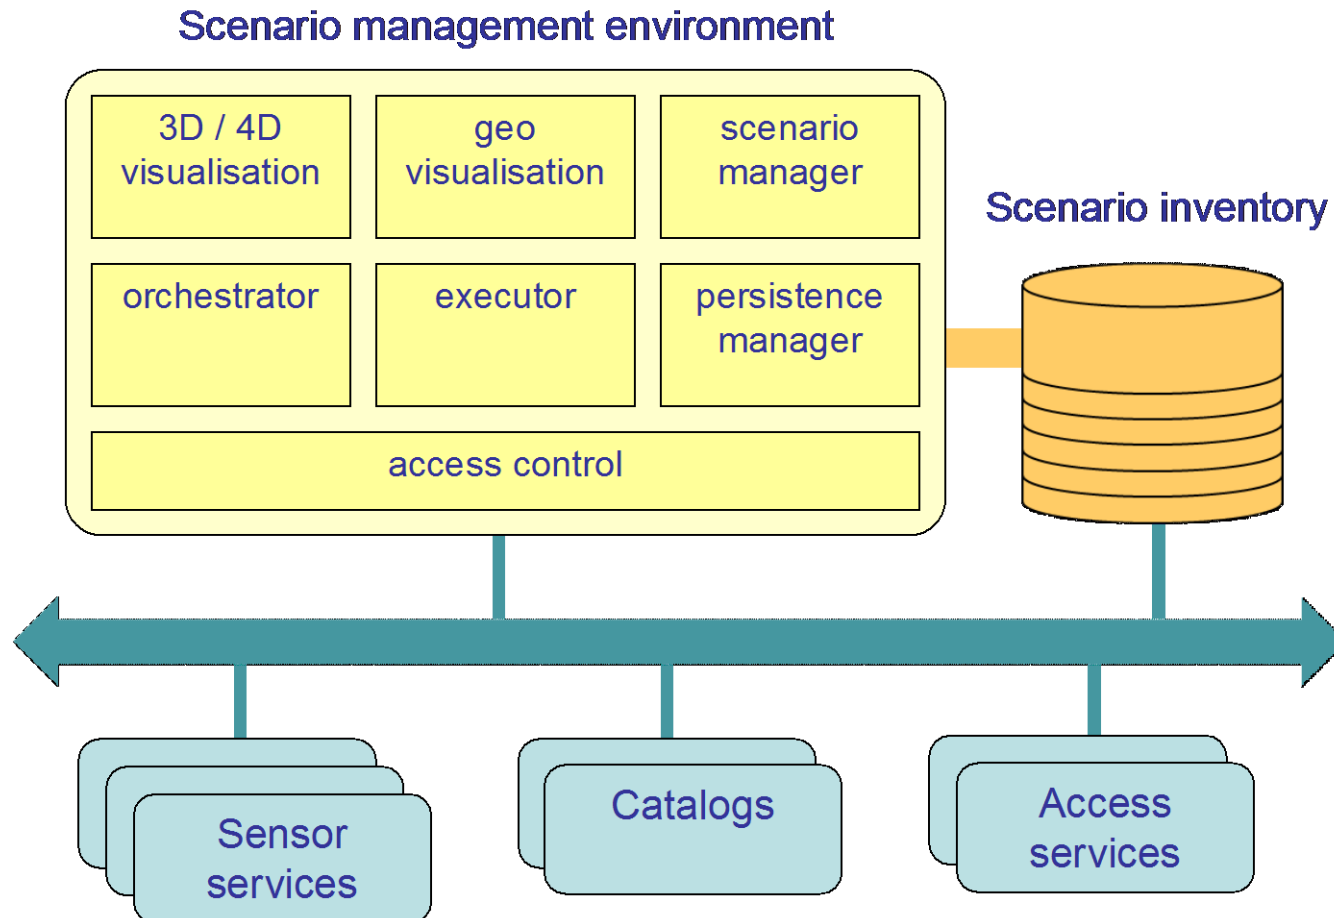 Scenario management environment
3D / 4D
visualisation
geo
visualisation
scenario
manager
Scenario inventory
orchestrator
executor
persistence
manager
access control
Sensor
services
Catalogs
Access
services